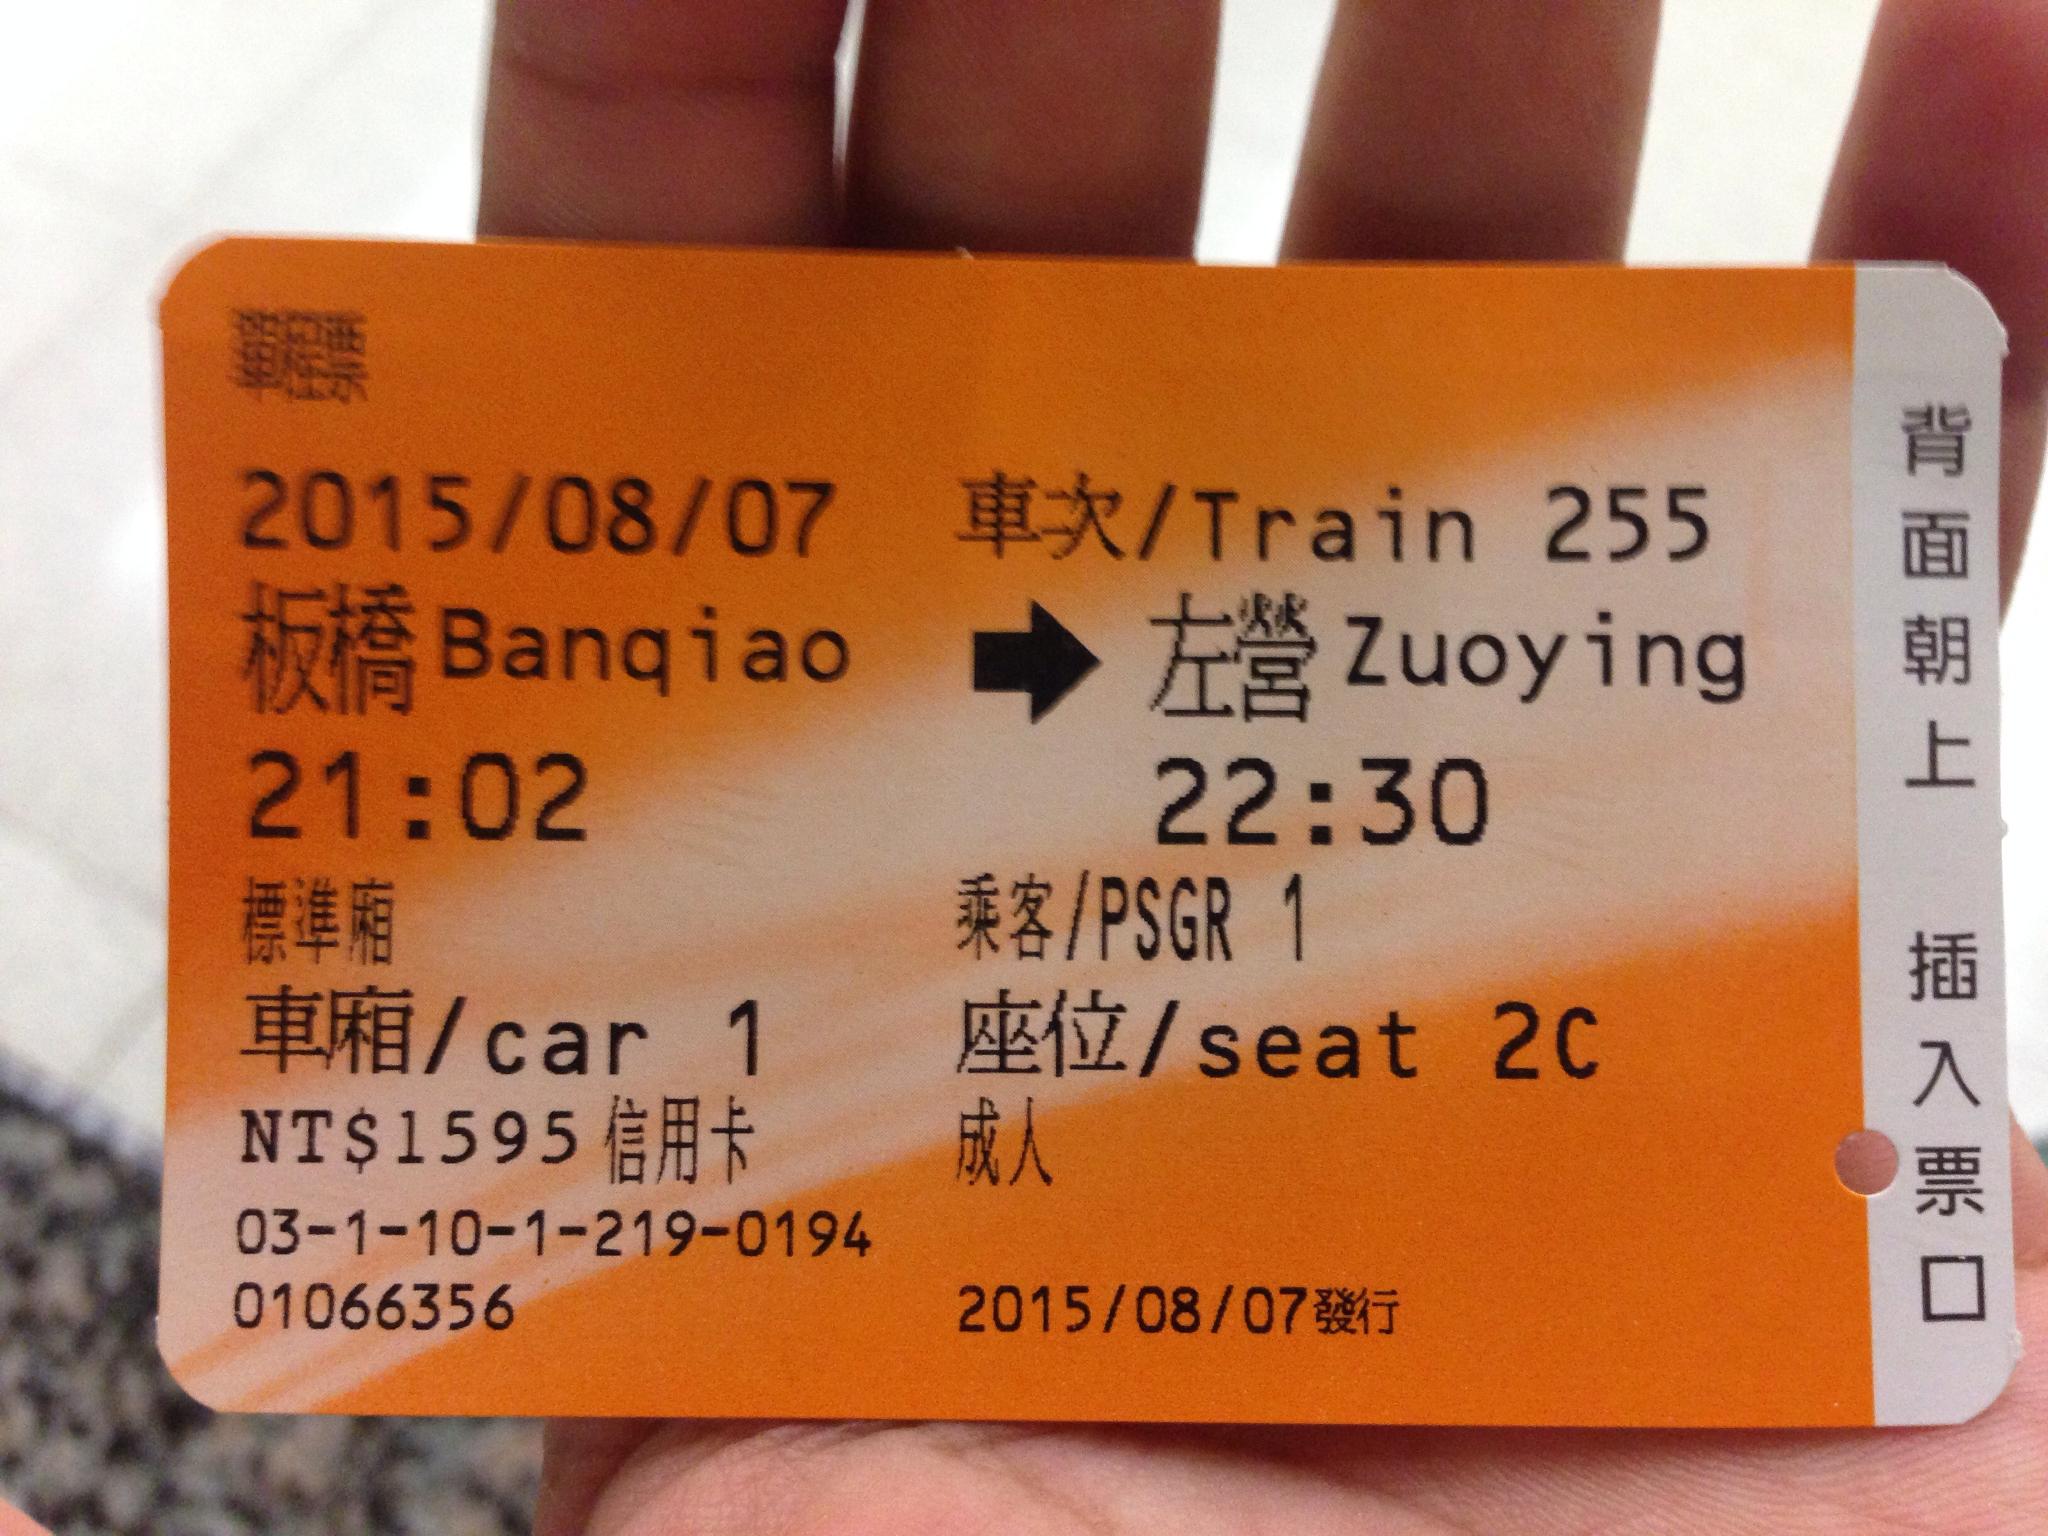 單程票
2015/08/07 車次/Train 255
板橋 Banqiao ➡ 左營 Zuoying
21:02 22:30
標準廂 乘客/PSGR 1
車廂/car 1 座位/seat 2C
NT$1595 信用卡 成人
03-1-10-1-219-0194
01066356 2015/08/07發行
背面朝上 插入票口